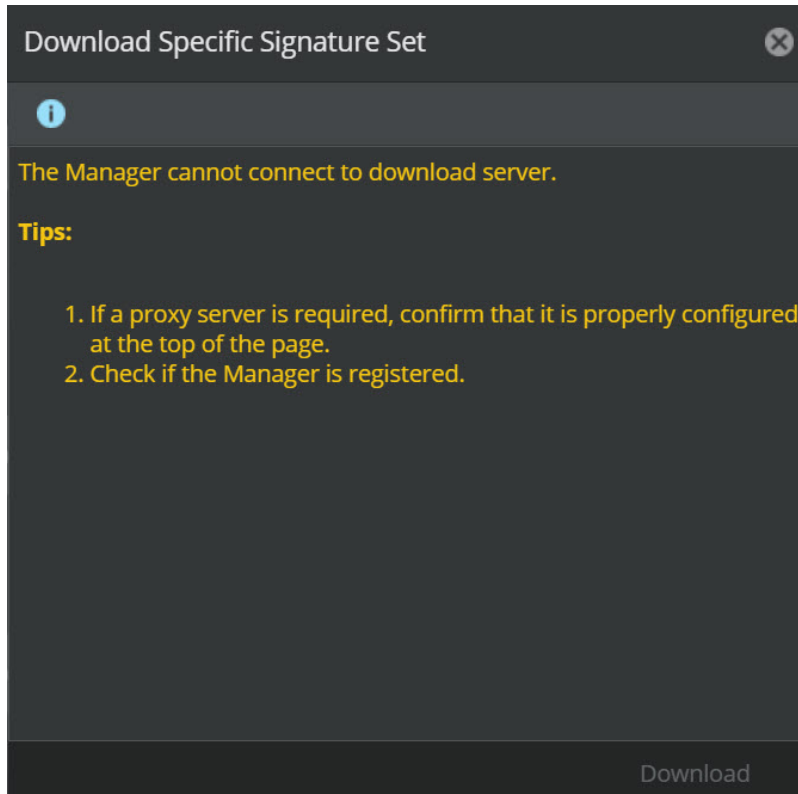 Download Specific Signature Set
The Manager cannot connect to download server.
Tips:
1. If a proxy server is required, confirm that it is properly configured
at the top of the page.
2. Check if the Manager is registered.
Download